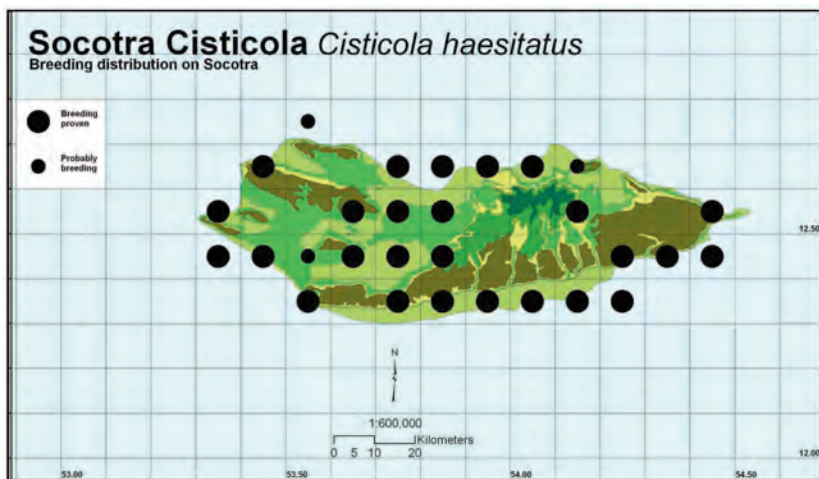 Socotra Cisticola Cisticola haesitatus
Breeding distribution on Socotra
Breeding
proven
Probably
breeding
12.50
N
1:600,000
Kilometers
0 5 10 20
12.00
53.00 53.50 54.00 54.50